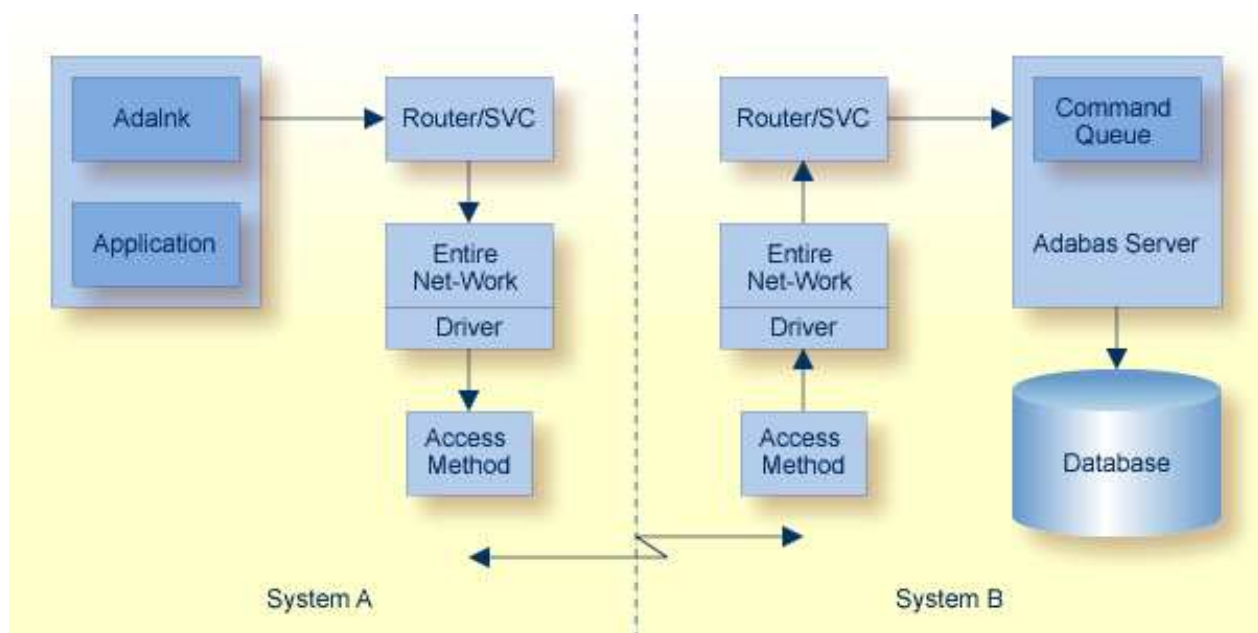 Adalnk
Application
Router/SVC
Entire
Net-Work
Driver
Access
Method
System A
Router/SVC
Entire
Net-Work
Driver
Access
Method
Command
Queue
Adabas Server
Database
System B